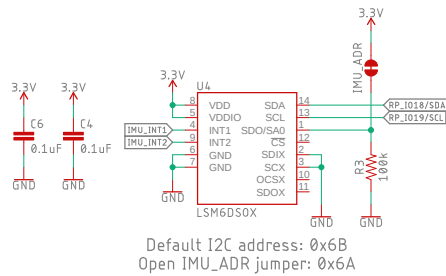 3.3V
IMU_ADR
3.3V
U4
3.3V
3.3V
8 VDD SDA 14 RP_IO18/SDA
5 VDDIO SCL 13 RP_IO19/SCL
IMU_INT1 4 INT1 SDO/SA0 1
IMU_INT2 9 INT2 CS 12
6 GND SDIX 2
7 GND SCX 3
OCSX 10
SDOX 11
C6
0.1uF
C4
0.1uF
R3
100k
GND
GND
GND
LSM6DSOX
GND
GND
Default I2C address: 0x6B
Open IMU_ADR jumper: 0x6A